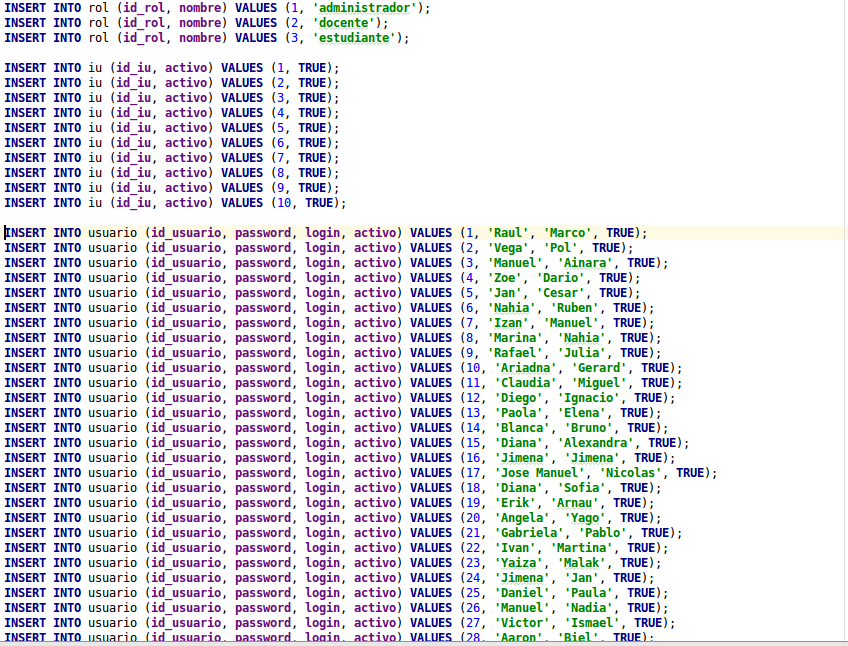 INSERT INTO rol (id_rol, nombre) VALUES (1, 'administrador');
INSERT INTO rol (id_rol, nombre) VALUES (2, 'docente');
INSERT INTO rol (id_rol, nombre) VALUES (3, 'estudiante');
INSERT INTO iu (id_iu, activo) VALUES (1, TRUE);
INSERT INTO iu (id_iu, activo) VALUES (2, TRUE);
INSERT INTO iu (id_iu, activo) VALUES (3, TRUE);
INSERT INTO iu (id_iu, activo) VALUES (4, TRUE);
INSERT INTO iu (id_iu, activo) VALUES (5, TRUE);
INSERT INTO iu (id_iu, activo) VALUES (6, TRUE);
INSERT INTO iu (id_iu, activo) VALUES (7, TRUE);
INSERT INTO iu (id_iu, activo) VALUES (8, TRUE);
INSERT INTO iu (id_iu, activo) VALUES (9, TRUE);
INSERT INTO iu (id_iu, activo) VALUES (10, TRUE);
INSERT INTO usuario (id_usuario, password, login, activo) VALUES (1, 'Raul', 'Marco', TRUE);
INSERT INTO usuario (id_usuario, password, login, activo) VALUES (2, 'Vega', 'Pol', TRUE);
INSERT INTO usuario (id_usuario, password, login, activo) VALUES (3, 'Manuel', 'Ainara', TRUE);
INSERT INTO usuario (id_usuario, password, login, activo) VALUES (4, 'Zoe', 'Dario', TRUE);
INSERT INTO usuario (id_usuario, password, login, activo) VALUES (5, 'Jan', 'Cesar', TRUE);
INSERT INTO usuario (id_usuario, password, login, activo) VALUES (6, 'Nahia', 'Ruben', TRUE);
INSERT INTO usuario (id_usuario, password, login, activo) VALUES (7, 'Izan', 'Manuel', TRUE);
INSERT INTO usuario (id_usuario, password, login, activo) VALUES (8, 'Marina', 'Nahia', TRUE);
INSERT INTO usuario (id_usuario, password, login, activo) VALUES (9, 'Rafael', 'Julia', TRUE);
INSERT INTO usuario (id_usuario, password, login, activo) VALUES (10, 'Ariadna', 'Gerard', TRUE);
INSERT INTO usuario (id_usuario, password, login, activo) VALUES (11, 'Claudia', 'Miguel', TRUE);
INSERT INTO usuario (id_usuario, password, login, activo) VALUES (12, 'Diego', 'Ignacio', TRUE);
INSERT INTO usuario (id_usuario, password, login, activo) VALUES (13, 'Paola', 'Elena', TRUE);
INSERT INTO usuario (id_usuario, password, login, activo) VALUES (14, 'Blanca', 'Bruno', TRUE);
INSERT INTO usuario (id_usuario, password, login, activo) VALUES (15, 'Diana', 'Alexandra', TRUE);
INSERT INTO usuario (id_usuario, password, login, activo) VALUES (16, 'Jimena', 'Jimena', TRUE);
INSERT INTO usuario (id_usuario, password, login, activo) VALUES (17, 'Jose Manuel', 'Nicolas', TRUE);
INSERT INTO usuario (id_usuario, password, login, activo) VALUES (18, 'Diana', 'Sofia', TRUE);
INSERT INTO usuario (id_usuario, password, login, activo) VALUES (19, 'Erik', 'Arnau', TRUE);
INSERT INTO usuario (id_usuario, password, login, activo) VALUES (20, 'Angela', 'Yago', TRUE);
INSERT INTO usuario (id_usuario, password, login, activo) VALUES (21, 'Gabriela', 'Pablo', TRUE);
INSERT INTO usuario (id_usuario, password, login, activo) VALUES (22, 'Ivan', 'Martina', TRUE);
INSERT INTO usuario (id_usuario, password, login, activo) VALUES (23, 'Yaiza', 'Malak', TRUE);
INSERT INTO usuario (id_usuario, password, login, activo) VALUES (24, 'Jimena', 'Jan', TRUE);
INSERT INTO usuario (id_usuario, password, login, activo) VALUES (25, 'Daniel', 'Paula', TRUE);
INSERT INTO usuario (id_usuario, password, login, activo) VALUES (26, 'Manuel', 'Nadia', TRUE);
INSERT INTO usuario (id_usuario, password, login, activo) VALUES (27, 'Victor', 'Ismael', TRUE);
INSERT INTO usuario (id_usuario, password, login, activo) VALUES (28, 'Aaron', 'Biel', TRUE);